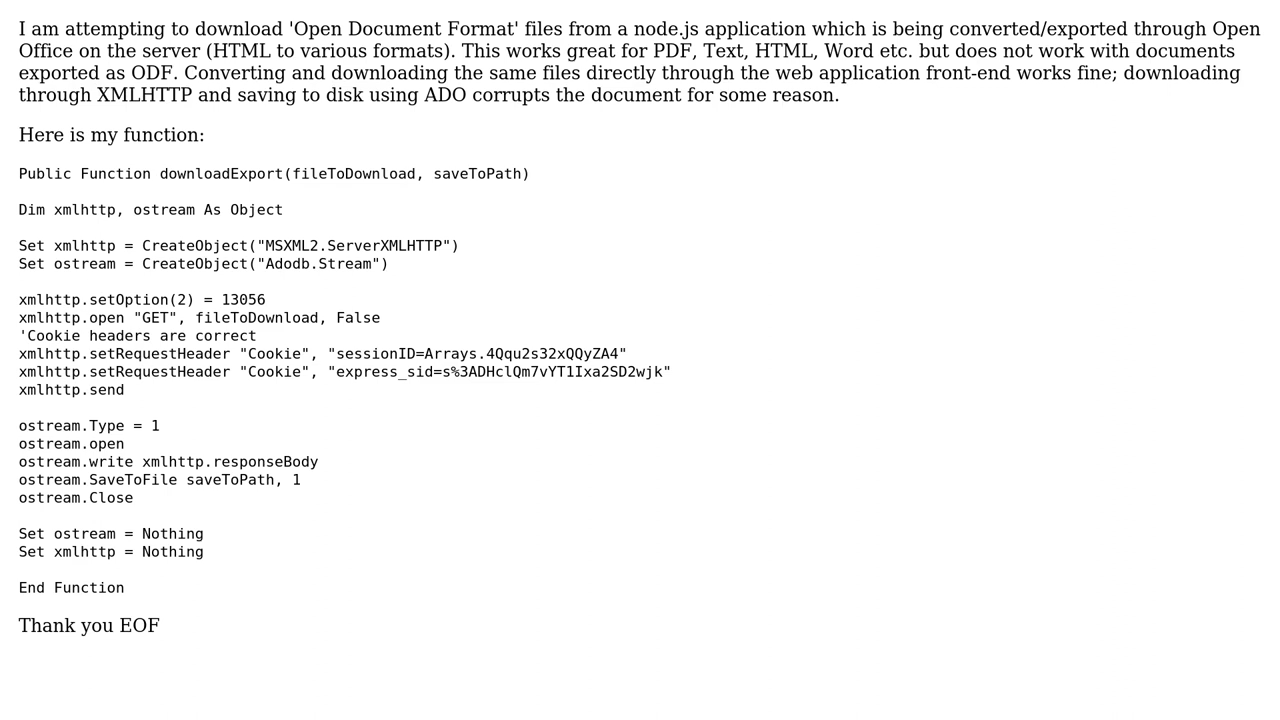 I am attempting to download 'Open Document Format' files from a node.js application which is being converted/exported through Open
Office on the server (HTML to various formats). This works great for PDF, Text, HTML, Word etc. but does not work with documents
exported as ODF. Converting and downloading the same files directly through the web application front-end works fine; downloading
through XMLHTTP and saving to disk using ADO corrupts the document for some reason.
Here is my function:
Public Function downloadExport(fileToDownload, saveToPath)
Dim xmlhttp, ostream As Object
Set xmlhttp = CreateObject("MSXML2.ServerXMLHTTP")
Set ostream = CreateObject("Adodb.Stream")
xmlhttp.setOption(2) = 13056
xmlhttp.open "GET", fileToDownload, False
'Cookie headers are correct
xmlhttp.setRequestHeader "Cookie", "sessionID=Arrays.4Qqu2s32xQQyZA4"
xmlhttp.setRequestHeader "Cookie", "express_sid=s%3ADHclQm7vYT1Ixa2SD2wjk"
xmlhttp.send
ostream.Type = 1
ostream.open
ostream.write xmlhttp.responseBody
ostream.SaveToFile saveToPath, 1
ostream.Close
Set ostream = Nothing
Set xmlhttp = Nothing
End Function
Thank you EOF